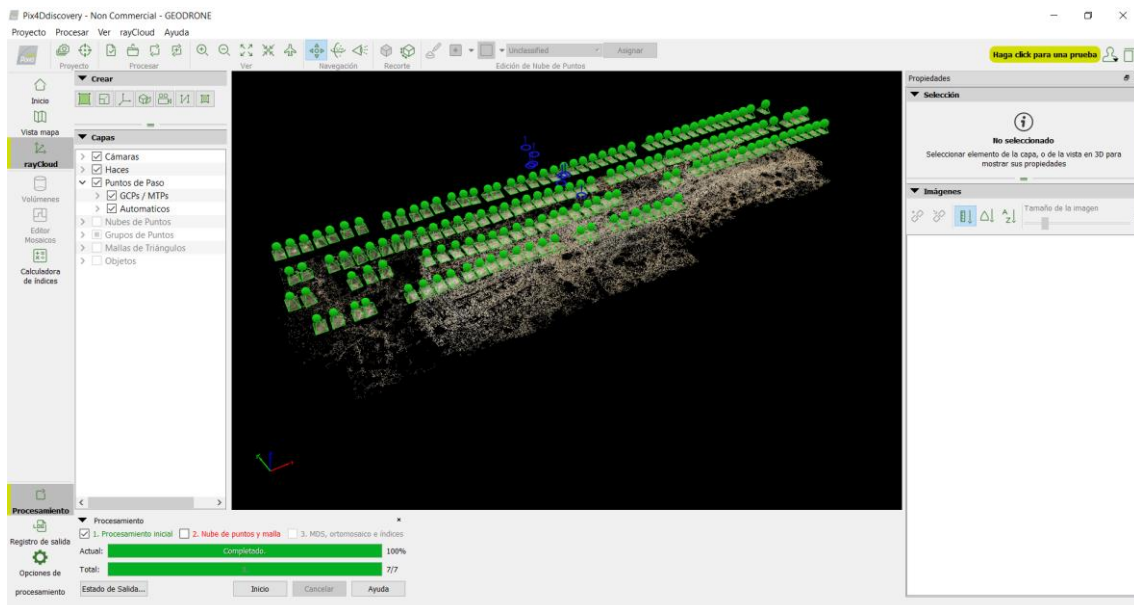 Pix4Ddiscovery - Non Commercial - GEODRONE
Proyecto Procesar Ver rayCloud Ayuda
Unclassified Asignar
Proyecto Procesar Ver Navegación Recorte Edición de Nube de Puntos
Haga click para una prueba
Inicio
Vista mapa
rayCloud
Volúmenes
Editor
Mosaicos
Calculadora
de índices
Procesamiento
Registro de salida
Opciones de
procesamiento
Crear
Capas
Cámaras
Haces
Puntos de Paso
GCPs / MTPs
Automaticos
Nubes de Puntos
Grupos de Puntos
Mallas de Triángulos
Objetos
Procesamiento
1. Procesamiento inicial 2. Nube de puntos y malla 3. MDS, ortomosaico e índices
Actual: Completado. 100%
Total: 7/7
Estado de Salida... Inicio Cancelar Ayuda
Propiedades
Selección
No seleccionado
Seleccionar elemento de la capa, o de la vista en 3D para
mostrar sus propiedades
Imágenes
Tamaño de la imagen